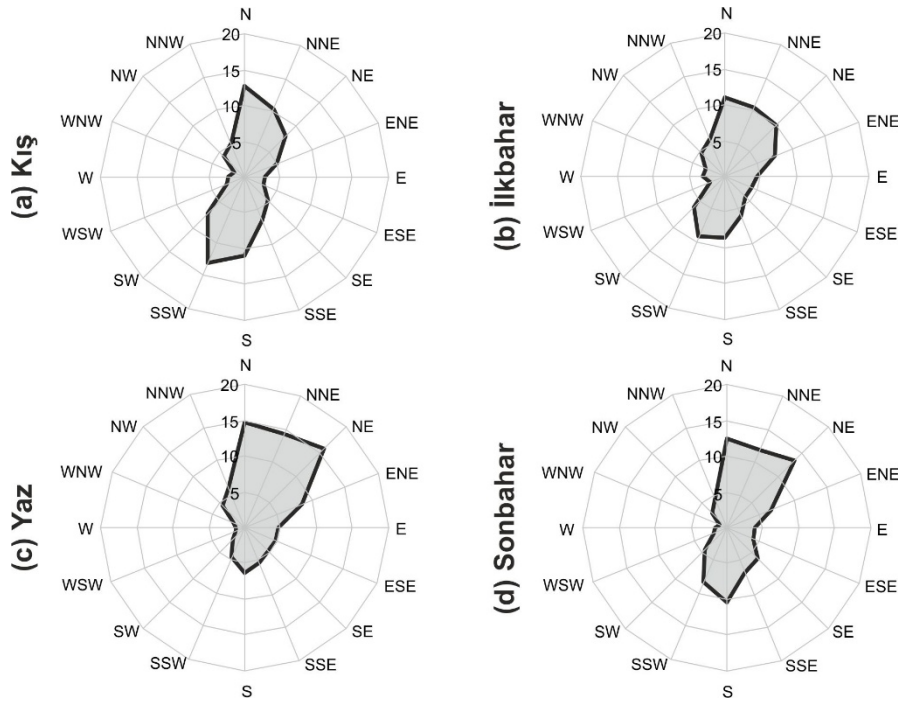 (a) Kış
N
NNE
NE
ENE
E
ESE
SE
SSE
S
SSW
SW
WSW
W
WNW
NW
NNW
20
15
10
5
(b) İlkbahar
N
NNE
NE
ENE
E
ESE
SE
SSE
S
SSW
SW
WSW
W
WNW
NW
NNW
20
15
10
5
(c) Yaz
N
NNE
NE
ENE
E
ESE
SE
SSE
S
SSW
SW
WSW
W
WNW
NW
NNW
20
15
10
5
(d) Sonbahar
N
NNE
NE
ENE
E
ESE
SE
SSE
S
SSW
SW
WSW
W
WNW
NW
NNW
20
15
10
5